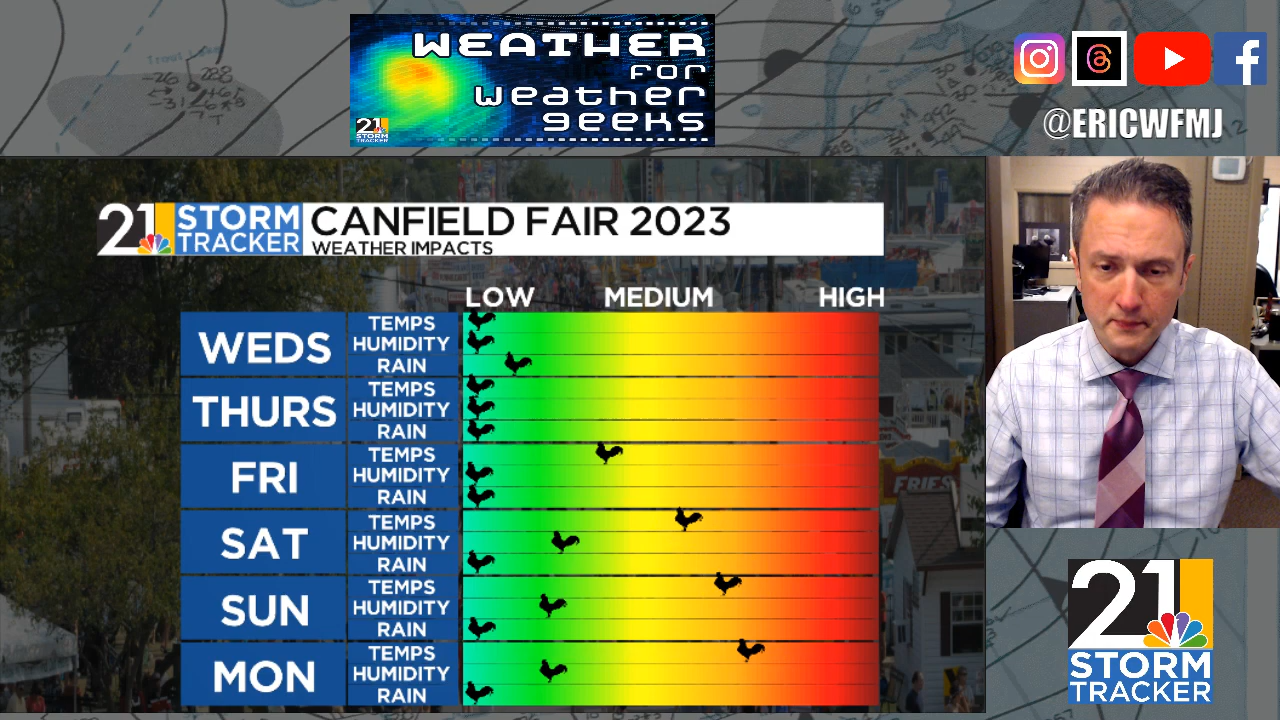 WEATHER
FOR
Weather
Geeks
21
STORM
TRACKER
@ERICWFMJ
21 STORM TRACKER
CANFIELD FAIR 2023
WEATHER IMPACTS
LOW MEDIUM HIGH
WEDS
TEMPS
HUMIDITY
RAIN
THURS
TEMPS
HUMIDITY
RAIN
FRI
TEMPS
HUMIDITY
RAIN
SAT
TEMPS
HUMIDITY
RAIN
SUN
TEMPS
HUMIDITY
RAIN
MON
TEMPS
HUMIDITY
RAIN
FRIES
21
STORM
TRACKER